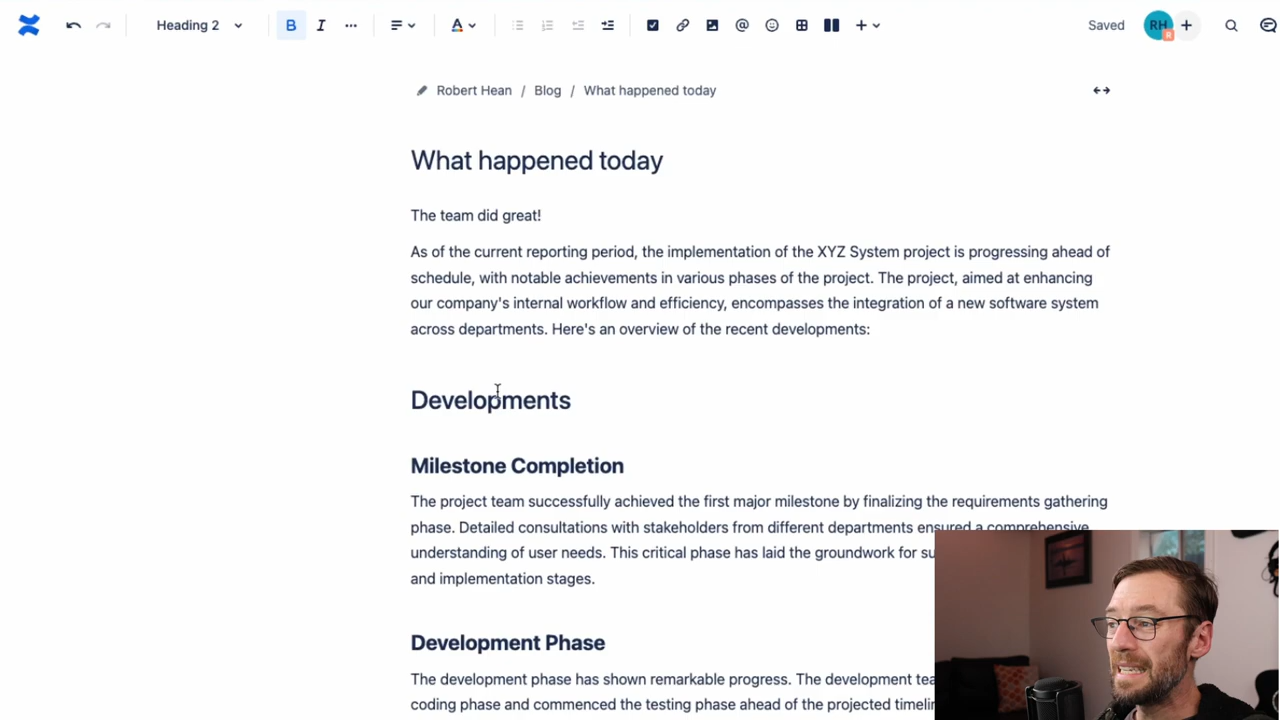 Heading 2
B
I
A
@
Saved
RH
R
Robert Hean / Blog / What happened today
What happened today
The team did great!
As of the current reporting period, the implementation of the XYZ System project is progressing ahead of
schedule, with notable achievements in various phases of the project. The project, aimed at enhancing
our company's internal workflow and efficiency, encompasses the integration of a new software system
across departments. Here's an overview of the recent developments:
Developments
Milestone Completion
The project team successfully achieved the first major milestone by finalizing the requirements gathering
phase. Detailed consultations with stakeholders from different departments ensured a comprehensive
understanding of user needs. This critical phase has laid the groundwork for
and implementation stages.
Development Phase
The development phase has shown remarkable progress. The development
coding phase and commenced the testing phase ahead of the projected